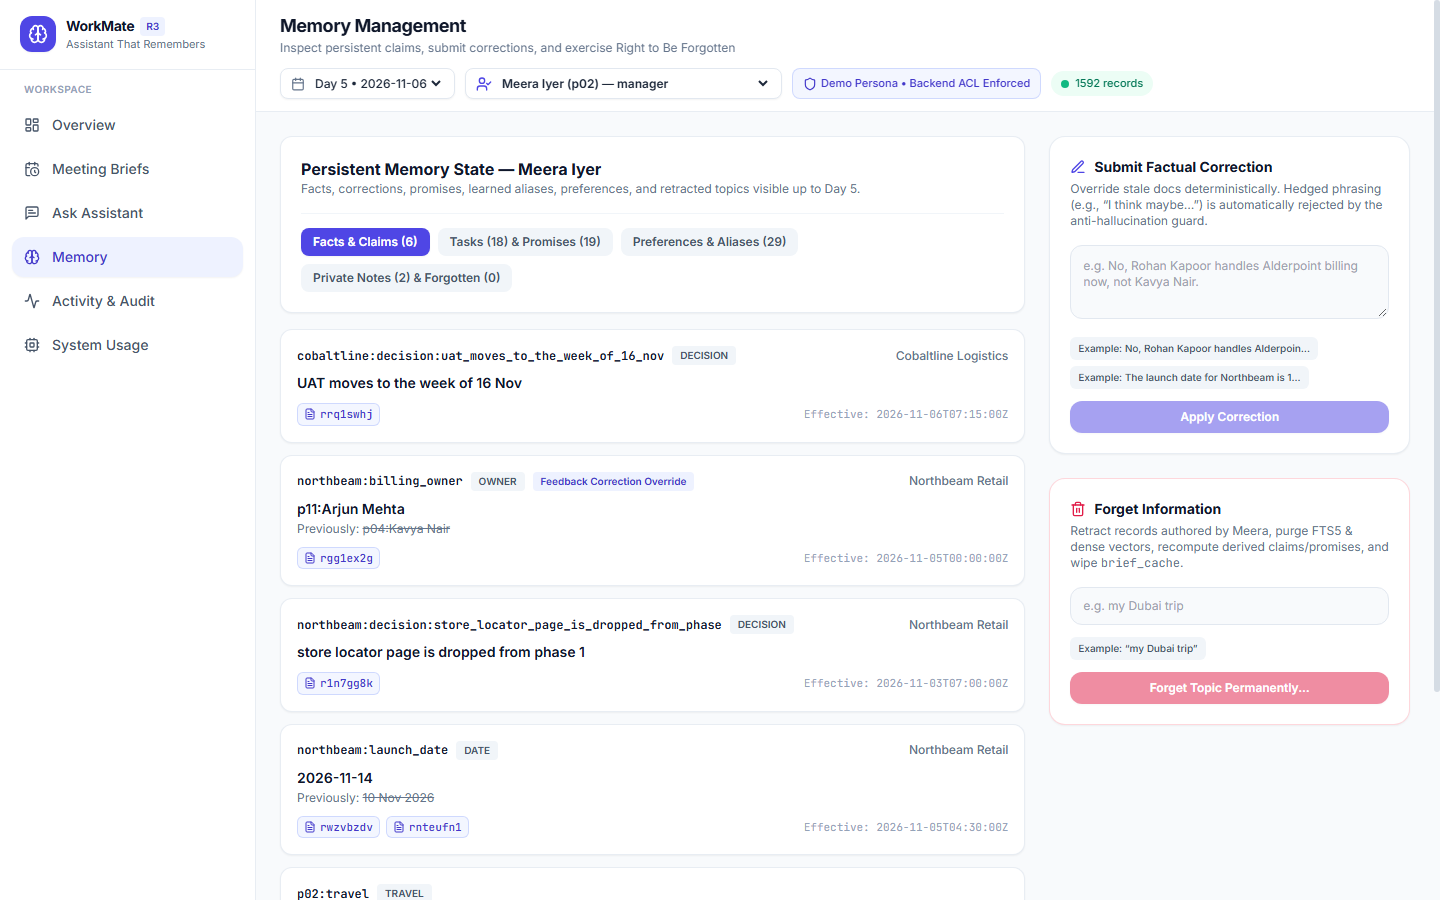 WorkMate R3
Assistant That Remembers
WORKSPACE
Overview
Meeting Briefs
Ask Assistant
Memory
Activity & Audit
System Usage
Memory Management
Inspect persistent claims, submit corrections, and exercise Right to Be Forgotten
Day 5 • 2026-11-06
Meera Iyer (p02) — manager
Demo Persona • Backend ACL Enforced
1592 records
Persistent Memory State — Meera Iyer
Facts, corrections, promises, learned aliases, preferences, and retracted topics visible up to Day 5.
Facts & Claims (6)
Tasks (18) & Promises (19)
Preferences & Aliases (29)
Private Notes (2) & Forgotten (0)
cobaltline:decision:uat_moves_to_the_week_of_16_nov DECISION Cobaltline Logistics
UAT moves to the week of 16 Nov
rrq1swhj Effective: 2026-11-06T07:15:00Z
northbeam:billing_owner OWNER Feedback Correction Override Northbeam Retail
p11:Arjun Mehta
Previously: p04:Kavya Nair
rgg1ex2g Effective: 2026-11-05T00:00:00Z
northbeam:decision:store_locator_page_is_dropped_from_phase DECISION Northbeam Retail
store locator page is dropped from phase 1
r1n7gg8k Effective: 2026-11-03T07:00:00Z
northbeam:launch_date DATE Northbeam Retail
2026-11-14
Previously: 10 Nov 2026
rwzvbzdv rnteufn1 Effective: 2026-11-05T04:30:00Z
p02:travel TRAVEL
Submit Factual Correction
Override stale docs deterministically. Hedged phrasing
(e.g., “I think maybe...”) is automatically rejected by the
anti-hallucination guard.
e.g. No, Rohan Kapoor handles Alderpoint billing
now, not Kavya Nair.
Example: No, Rohan Kapoor handles Alderpoin...
Example: The launch date for Northbeam is 1...
Apply Correction
Forget Information
Retract records authored by Meera, purge FTS5 &
dense vectors, recompute derived claims/promises, and
wipe brief_cache.
e.g. my Dubai trip
Example: “my Dubai trip”
Forget Topic Permanently...